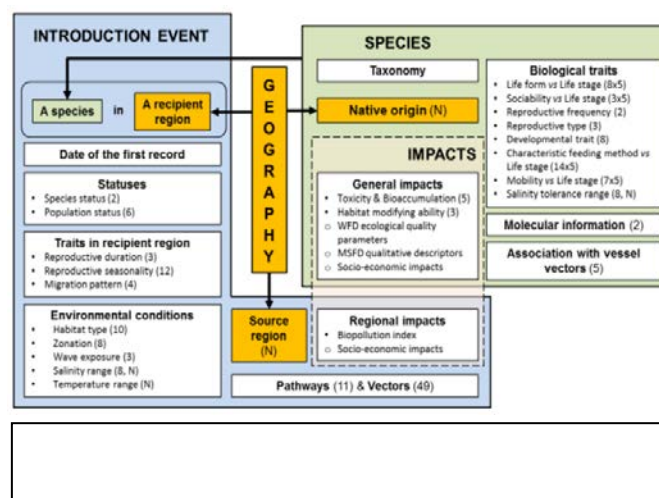 INTRODUCTION EVENT
A species
in
A recipient
region
Date of the first record
Statuses
• Species status (2)
• Population status (6)
Traits in recipient region
• Reproductive duration (3)
• Reproductive seasonality (12)
• Migration pattern (4)
Environmental conditions
• Habitat type (10)
• Zonation (8)
• Wave exposure (3)
• Salinity range (8, N)
• Temperature range (N)
GEOGRAPHY
Source
region
(N)
Pathways (11) & Vectors (49)
SPECIES
Taxonomy
Native origin (N)
IMPACTS
General impacts
• Toxicity & Bioaccumulation (5)
• Habitat modifying ability (3)
o WFD ecological quality
parameters
o MSFD qualitative descriptors
o Socio-economic impacts
Regional impacts
• Biopollution index
o Socio-economic impacts
Biological traits
• Life form vs Life stage (8x5)
• Sociability vs Life stage (3x5)
• Reproductive frequency (2)
• Reproductive type (3)
• Developmental trait (8)
• Characteristic feeding method vs
Life stage (14x5)
• Mobility vs Life stage (7x5)
• Salinity tolerance range (8, N)
Molecular information (2)
Association with vessel
vectors (5)